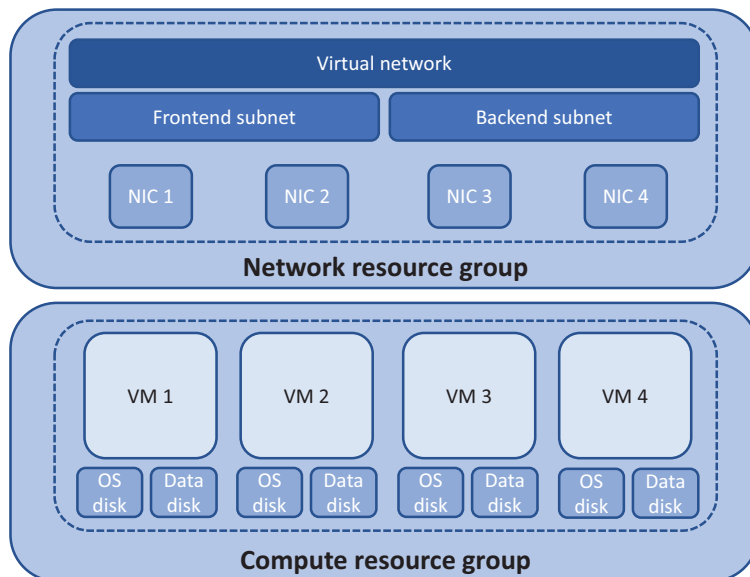 Virtual network
Frontend subnet
Backend subnet
NIC 1
NIC 2
NIC 3
NIC 4
Network resource group
VM 1
VM 2
VM 3
VM 4
OS
disk
Data
disk
OS
disk
Data
disk
OS
disk
Data
disk
OS
disk
Data
disk
Compute resource group